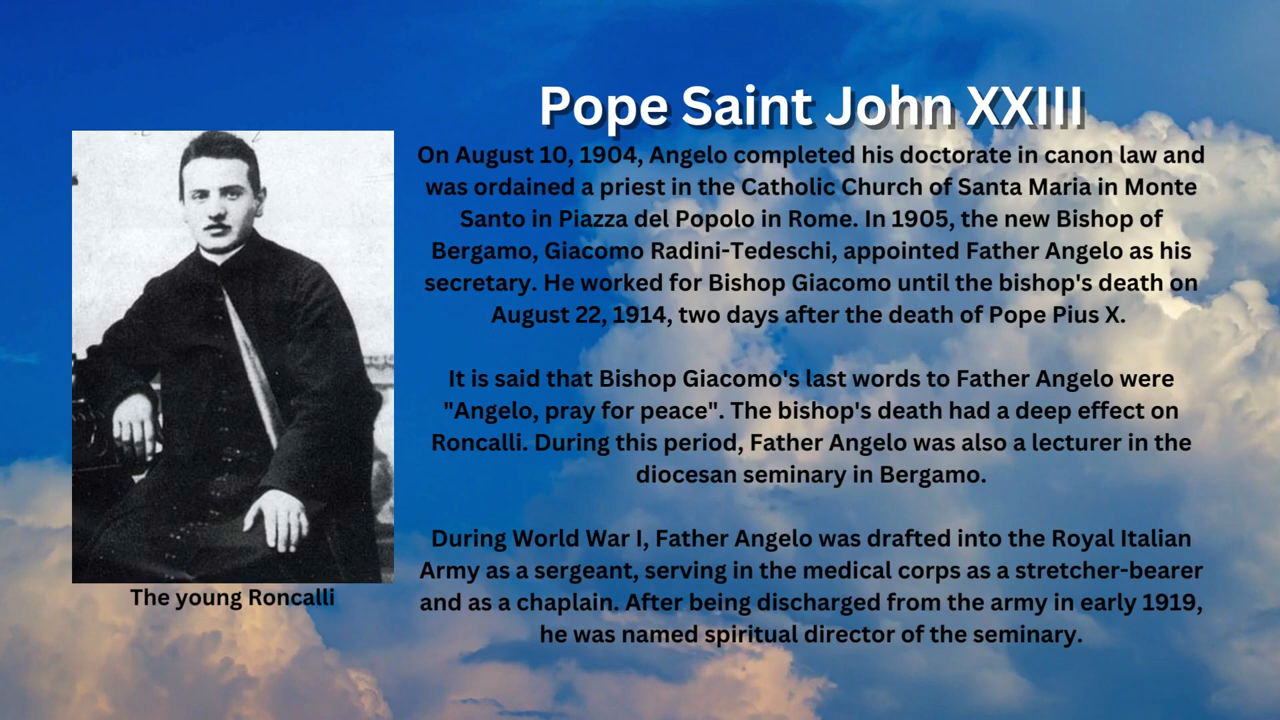 Pope Saint John XXIII
On August 10, 1904, Angelo completed his doctorate in canon law and
was ordained a priest in the Catholic Church of Santa Maria in Monte
Santo in Piazza del Popolo in Rome. In 1905, the new Bishop of
Bergamo, Giacomo Radini-Tedeschi, appointed Father Angelo as his
secretary. He worked for Bishop Giacomo until the bishop's death on
August 22, 1914, two days after the death of Pope Pius X.
It is said that Bishop Giacomo's last words to Father Angelo were
"Angelo, pray for peace". The bishop's death had a deep effect on
Roncalli. During this period, Father Angelo was also a lecturer in the
diocesan seminary in Bergamo.
During World War I, Father Angelo was drafted into the Royal Italian
Army as a sergeant, serving in the medical corps as a stretcher-bearer
and as a chaplain. After being discharged from the army in early 1919,
he was named spiritual director of the seminary.
The young Roncalli